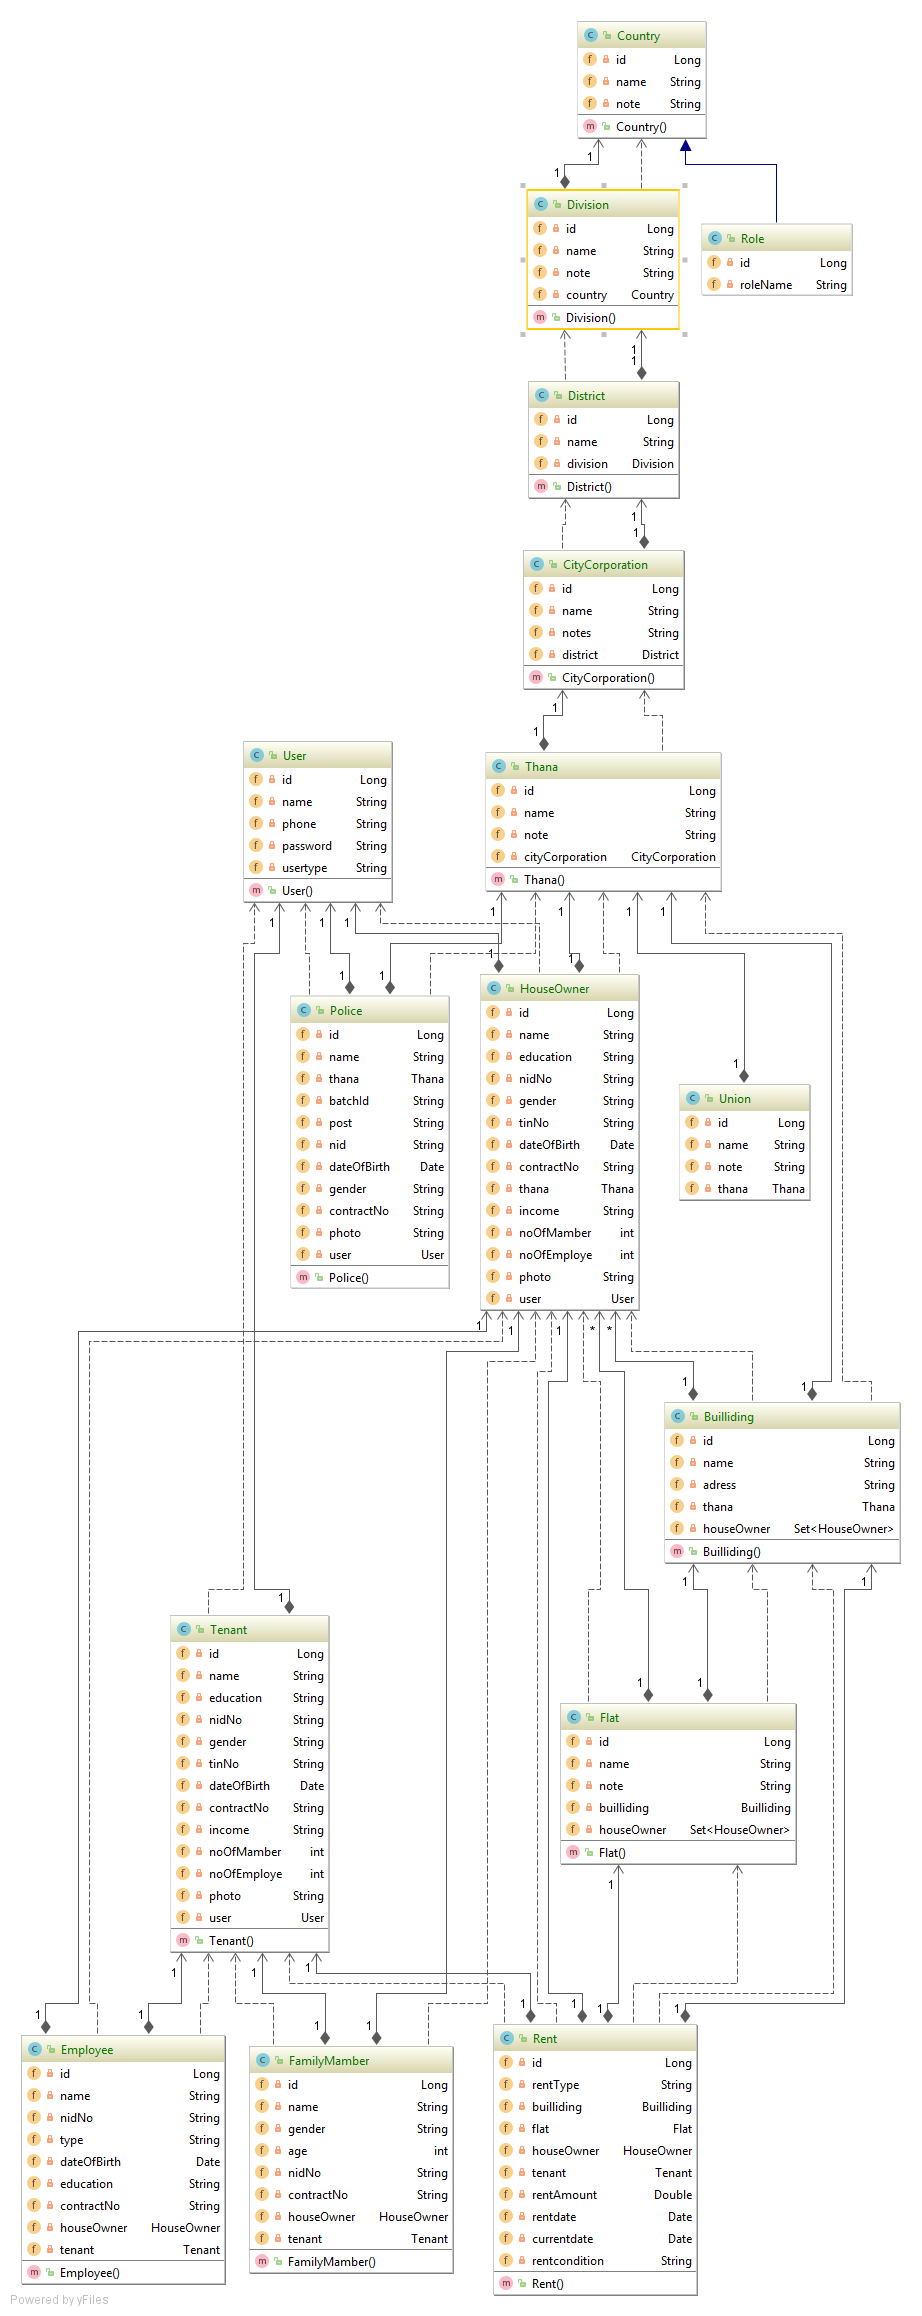 Country
id Long
name String
note String
Country()
1
1
Division
id Long
name String
note String
country Country
Division()
Role
id Long
roleName String
1
1
District
id Long
name String
division Division
District()
1
1
CityCorporation
id Long
name String
notes String
district District
CityCorporation()
1
1
User
id Long
name String
phone String
password String
usertype String
User()
Thana
id Long
name String
note String
cityCorporation CityCorporation
Thana()
1 1 1 1 1 1 1
1 1 1 1
Police
id Long
name String
thana Thana
batchId String
post String
nid String
dateOfBirth Date
gender String
contractNo String
photo String
user User
Police()
HouseOwner
id Long
name String
education String
nidNo String
gender String
tinNo String
dateOfBirth Date
contractNo String
thana Thana
income String
noOfMamber int
noOfEmploye int
photo String
user User
1
Union
id Long
name String
note String
thana Thana
1 1 1 * *
1 1
Builliding
id Long
name String
adress String
thana Thana
houseOwner Set<HouseOwner>
Builliding()
1 1
1
Tenant
id Long
name String
education String
nidNo String
gender String
tinNo String
dateOfBirth Date
contractNo String
income String
noOfMamber int
noOfEmploye int
photo String
user User
Tenant()
1 1
Flat
id Long
name String
note String
builliding Builliding
houseOwner Set<HouseOwner>
Flat()
1
1 1 1
1 1 1 1 1 1 1 1
Employee
id Long
name String
nidNo String
type String
dateOfBirth Date
education String
contractNo String
houseOwner HouseOwner
tenant Tenant
Employee()
FamilyMamber
id Long
name String
gender String
age int
nidNo String
contractNo String
houseOwner HouseOwner
tenant Tenant
FamilyMamber()
Rent
id Long
rentType String
builliding Builliding
flat Flat
houseOwner HouseOwner
tenant Tenant
rentAmount Double
rentdate Date
currentdate Date
rentcondition String
Rent()
Powered by yFiles